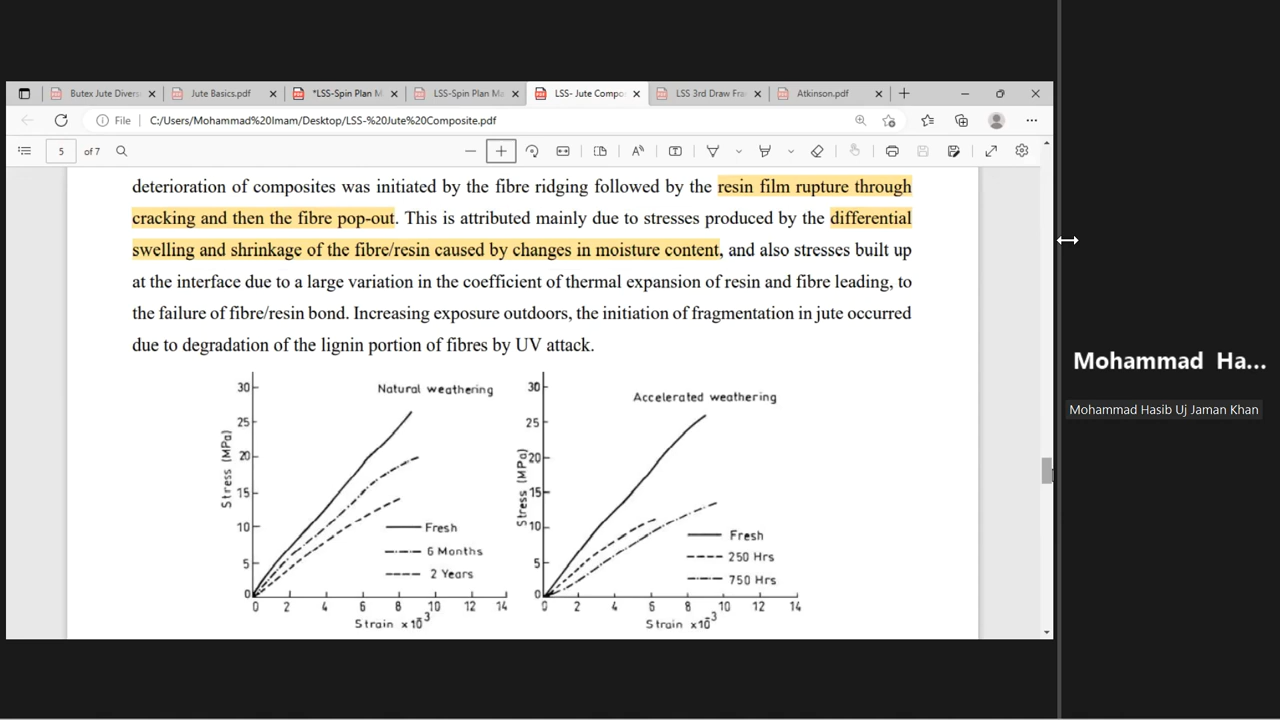 Butex Jute Divers
Jute Basics.pdf
*LSS-Spin Plan M
LSS-Spin Plan Ma
LSS- Jute Compo
LSS 3rd Draw Fra
Atkinson.pdf
File
C:/Users/Mohammad%20Imam/Desktop/LSS-%20Jute%20Composite.pdf
5 of 7
deterioration of composites was initiated by the fibre ridging followed by the resin film rupture through
cracking and then the fibre pop-out. This is attributed mainly due to stresses produced by the differential
swelling and shrinkage of the fibre/resin caused by changes in moisture content, and also stresses built up
at the interface due to a large variation in the coefficient of thermal expansion of resin and fibre leading, to
the failure of fibre/resin bond. Increasing exposure outdoors, the initiation of fragmentation in jute occurred
due to degradation of the lignin portion of fibres by UV attack.
Natural weathering
Stress (MPa)
30
25
20
15
10
5
0
Fresh
6 Months
2 Years
0 2 4 6 8 10 12 14
Strain x10⁻³
Accelerated weathering
Stress (MPa)
30
25
20
15
10
5
0
Fresh
250 Hrs
750 Hrs
0 2 4 6 8 10 12 14
Strain x10⁻³
Mohammad Ha...
Mohammad Hasib Uj Jaman Khan